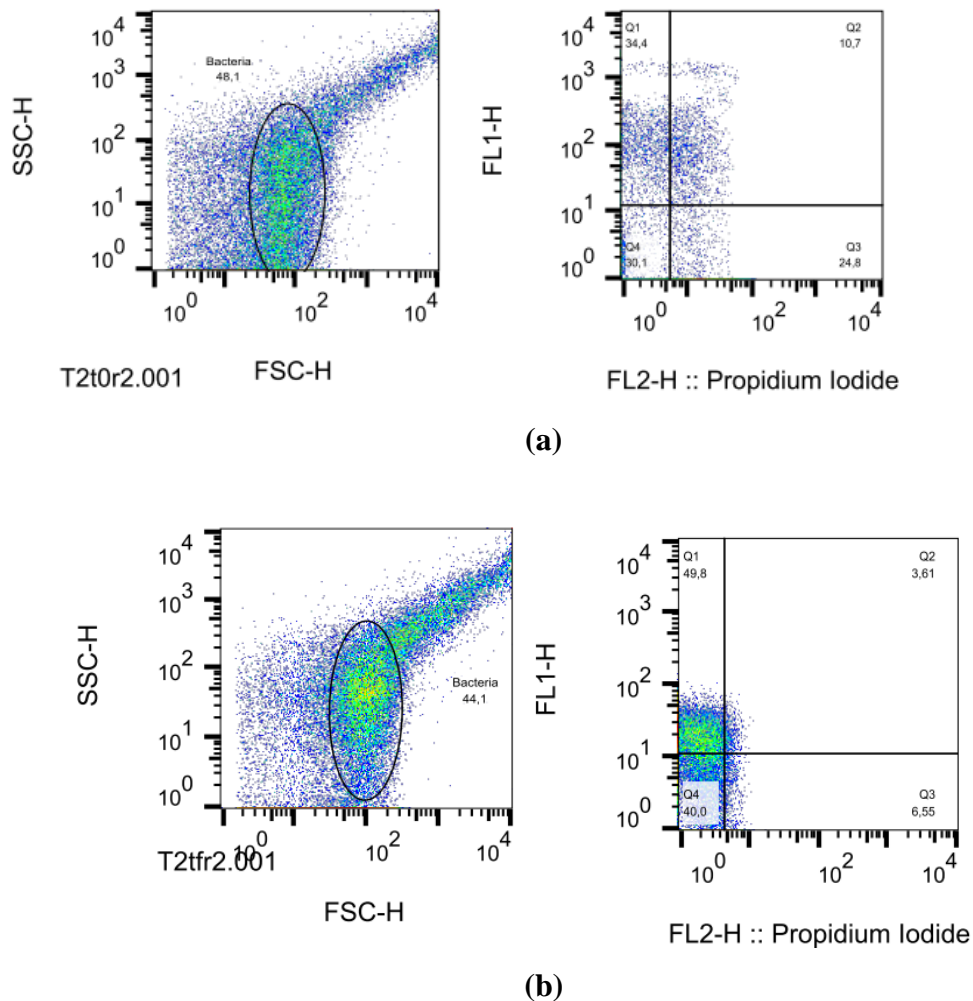 10^4
10^3
10^2
10^1
10^0
SSC-H
Bacteria
48,1
10^0
10^2
10^4
FSC-H
T2t0r2.001
10^4
10^3
10^2
10^1
10^0
FL1-H
Q1
34,4
Q2
10,7
Q4
30,1
Q3
24,8
10^0
10^2
10^4
FL2-H :: Propidium Iodide
(a)
10^4
10^3
10^2
10^1
10^0
SSC-H
Bacteria
44,1
10^0
10^2
10^4
T2tfr2.001
FSC-H
10^4
10^3
10^2
10^1
10^0
FL1-H
Q1
49,8
Q2
3,61
Q4
40,0
Q3
6,55
10^0
10^2
10^4
FL2-H :: Propidium Iodide
(b)